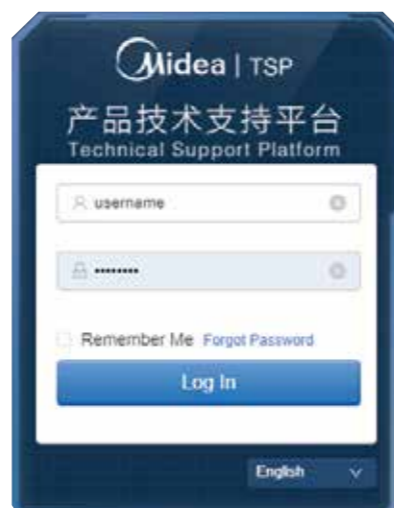 Midea | TSP
产品技术支持平台
Technical Support Platform
username
••••••••
Remember Me Forgot Password
Log In
English